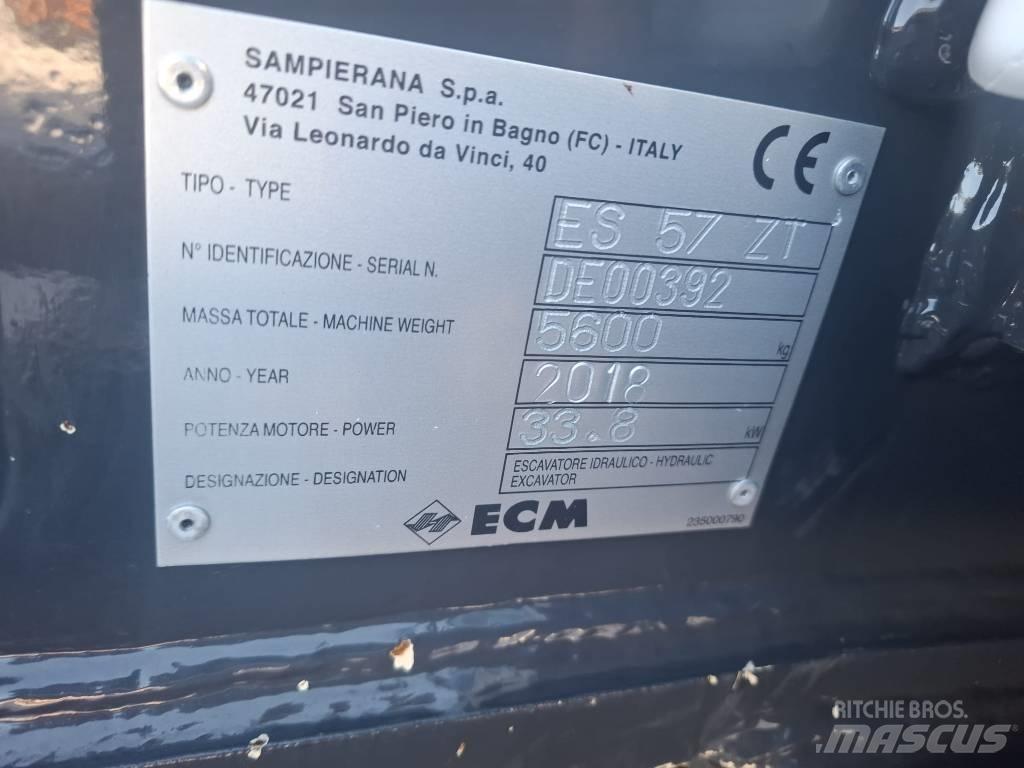 SAMPIERANA S.p.a.
47021 San Piero in Bagno (FC) - ITALY
Via Leonardo da Vinci, 40
CE
TIPO - TYPE ES 57 ZT
N° IDENTIFICAZIONE - SERIAL N. DE00392
MASSA TOTALE - MACHINE WEIGHT 5600 kg
ANNO - YEAR 2018
POTENZA MOTORE - POWER 33.8 kW
DESIGNAZIONE - DESIGNATION ESCAVATORE IDRAULICO - HYDRAULIC
EXCAVATOR
ECM
235000790
RITCHIE BROS.
MASCUS